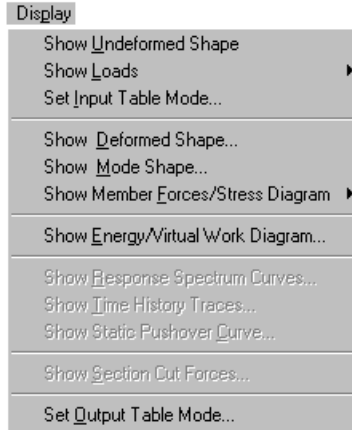 Display
Show Undeformed Shape
Show Loads
Set Input Table Mode...
Show Deformed Shape...
Show Mode Shape...
Show Member Forces/Stress Diagram
Show Energy/Virtual Work Diagram...
Show Response Spectrum Curves...
Show Time History Traces...
Show Static Pushover Curve...
Show Section Cut Forces...
Set Output Table Mode...